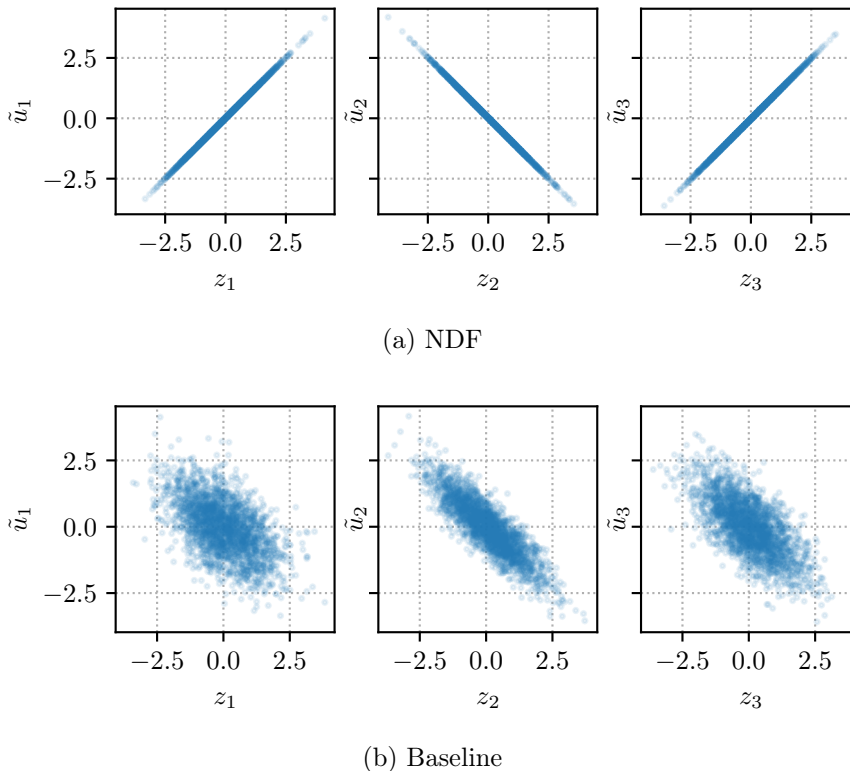 2.5
0.0
−2.5
ũ₁
ũ₂
ũ₃
−2.5 0.0 2.5
−2.5 0.0 2.5
−2.5 0.0 2.5
z₁
z₂
z₃
(a) NDF
2.5
0.0
−2.5
ũ₁
ũ₂
ũ₃
−2.5 0.0 2.5
−2.5 0.0 2.5
−2.5 0.0 2.5
z₁
z₂
z₃
(b) Baseline